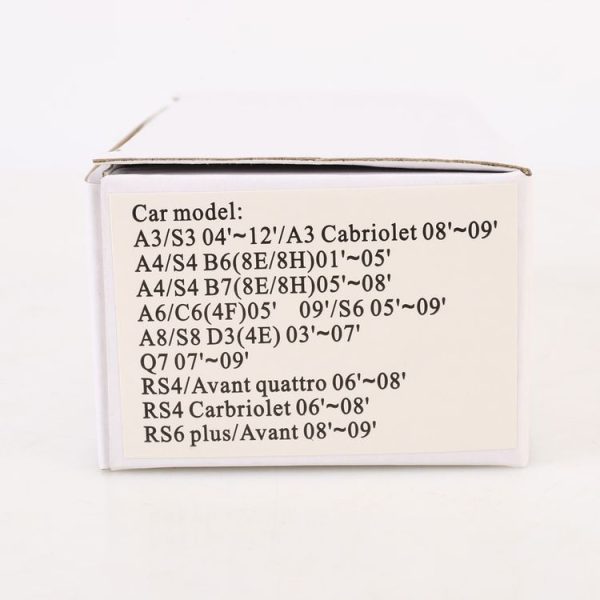 Car model:
A3/S3 04'~12'/A3 Cabriolet 08'~09'
A4/S4 B6(8E/8H)01'~05'
A4/S4 B7(8E/8H)05'~08'
A6/C6(4F)05' 09'/S6 05'~09'
A8/S8 D3(4E) 03'~07'
Q7 07'~09'
RS4/Avant quattro 06'~08'
RS4 Carbriolet 06'~08'
RS6 plus/Avant 08'~09'